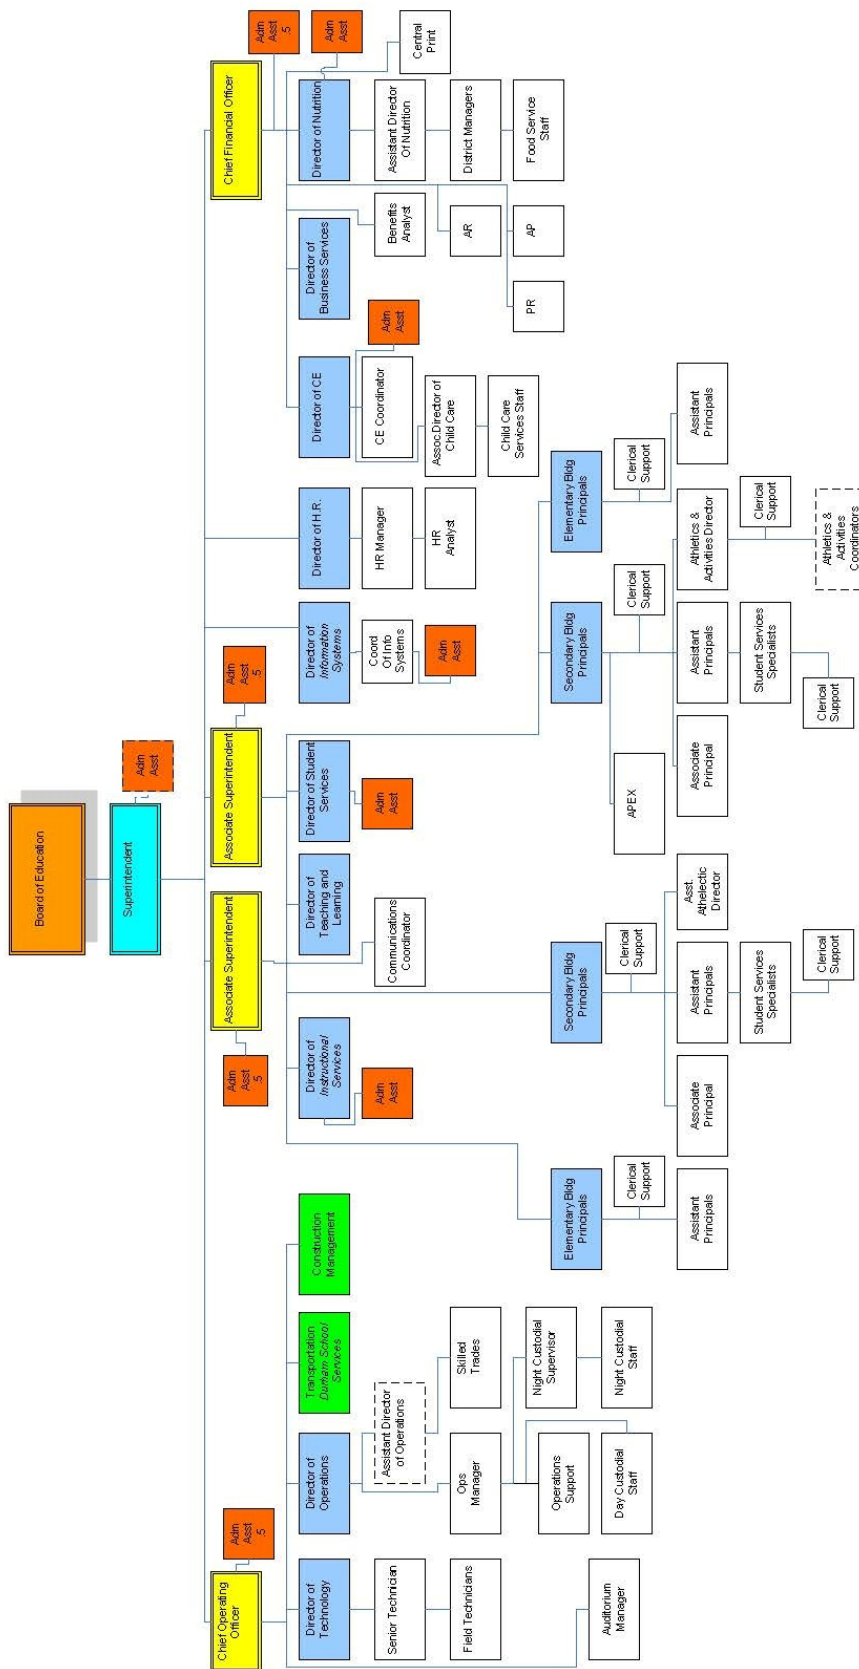 Board of Education
Superintendent
Adm
Asst
Chief Operating
Officer
Adm
Asst
.5
Associate Superintendent
Adm
Asst
.5
Associate Superintendent
Adm
Asst
.5
Chief Financial Officer
Adm
Asst
.5
Adm
Asst
Director of
Technology
Director of
Operations
Transportation
Durham School
Services
Construction
Management
Director of
Instructional
Services
Director of
Teaching and
Learning
Director of Student
Services
Director of
Information
Systems
Director of H.R.
Director of CE
Director of
Business Services
Director of Nutrition
Central
Print
Senior Technician
Assistant Director
of Operations
Adm
Asst
Communications
Coordinator
Adm
Asst
Coord
Of Info
Systems
Adm
Asst
HR Manager
HR
Analyst
CE Coordinator
Adm
Asst
Assoc.Director of
Child Care
Child Care
Services Staff
Benefits
Analyst
Assistant Director
Of Nutrition
Field Technicians
Ops
Manager
Skilled
Trades
AR
District Managers
PR
AP
Food Service
Staff
Auditorium
Manager
Operations
Support
Night Custodial
Supervisor
Day Custodial
Staff
Night Custodial
Staff
Elementary Bldg
Principals
Clerical
Support
Assistant
Principals
Secondary Bldg
Principals
Clerical
Support
Associate
Principal
Assistant
Principals
Asst.
Athelectic
Director
Student Services
Specialists
Clerical
Support
Secondary Bldg
Principals
Clerical
Support
APEX
Associate
Principal
Assistant
Principals
Athletics &
Activities Director
Student Services
Specialists
Clerical
Support
Clerical
Support
Athletics &
Activities
Coordinators
Elementary Bldg
Principals
Clerical
Support
Assistant
Principals